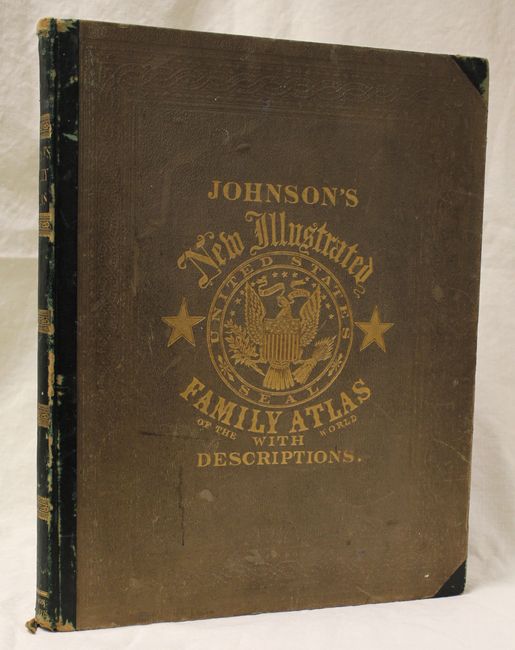 JOHNSON'S
New Illustrated
UNITED STATES
SEAL
FAMILY ATLAS
OF THE WORLD
WITH
DESCRIPTIONS.